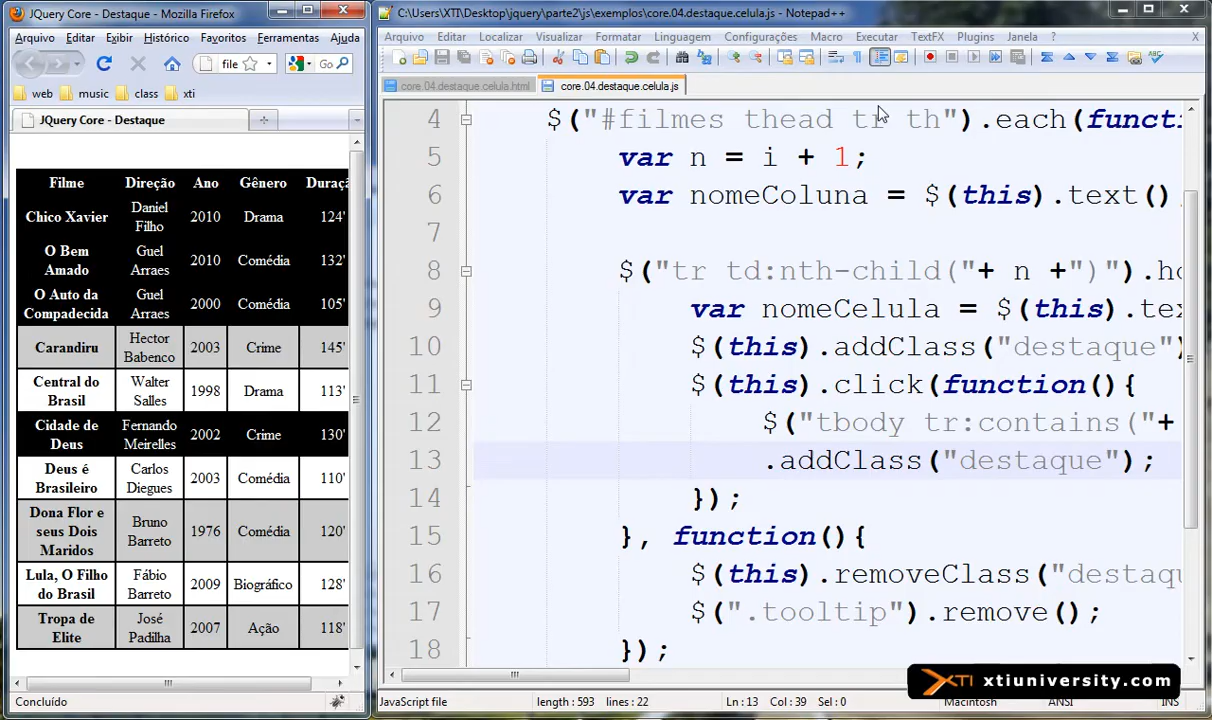 JQuery Core - Destaque - Mozilla Firefox
Arquivo Editar Exibir Histórico Favoritos Ferramentas Ajuda
file
Go
web music class xti
JQuery Core - Destaque
Filme Direção Ano Gênero Duraçã
Chico Xavier Daniel Filho 2010 Drama 124'
O Bem Amado Guel Arraes 2010 Comédia 132'
O Auto da Compadecida Guel Arraes 2000 Comédia 105'
Carandiru Hector Babenco 2003 Crime 145'
Central do Brasil Walter Salles 1998 Drama 113'
Cidade de Deus Fernando Meirelles 2002 Crime 130'
Deus é Brasileiro Carlos Diegues 2003 Comédia 110'
Dona Flor e seus Dois Maridos Bruno Barreto 1976 Comédia 120'
Lula, O Filho do Brasil Fábio Barreto 2009 Biográfico 128'
Tropa de Elite José Padilha 2007 Ação 118'
Concluído
C:\Users\XTI\Desktop\jquery\parte2\js\exemplos\core.04.destaque.celula.js - Notepad++
Arquivo Editar Localizar Visualizar Formatar Linguagem Configurações Macro Executar TextFX Plugins Janela ? X
core.04.destaque.celula.html core.04.destaque.celula.js
4 $("#filmes thead tr th").each(functi
5 var n = i + 1;
6 var nomeColuna = $(this).text()
7
8 $("tr td:nth-child("+ n +")").ho
9 var nomeCelula = $(this).tex
10 $(this).addClass("destaque")
11 $(this).click(function(){
12 $("tbody tr:contains("+
13 .addClass("destaque");
14 });
15 }, function(){
16 $(this).removeClass("destaqu
17 $(".tooltip").remove();
18 });
XTI xtiuniversity.com
JavaScript file length : 593 lines : 22 Ln : 13 Col : 39 Sel : 0 Macintosh ANSI INS